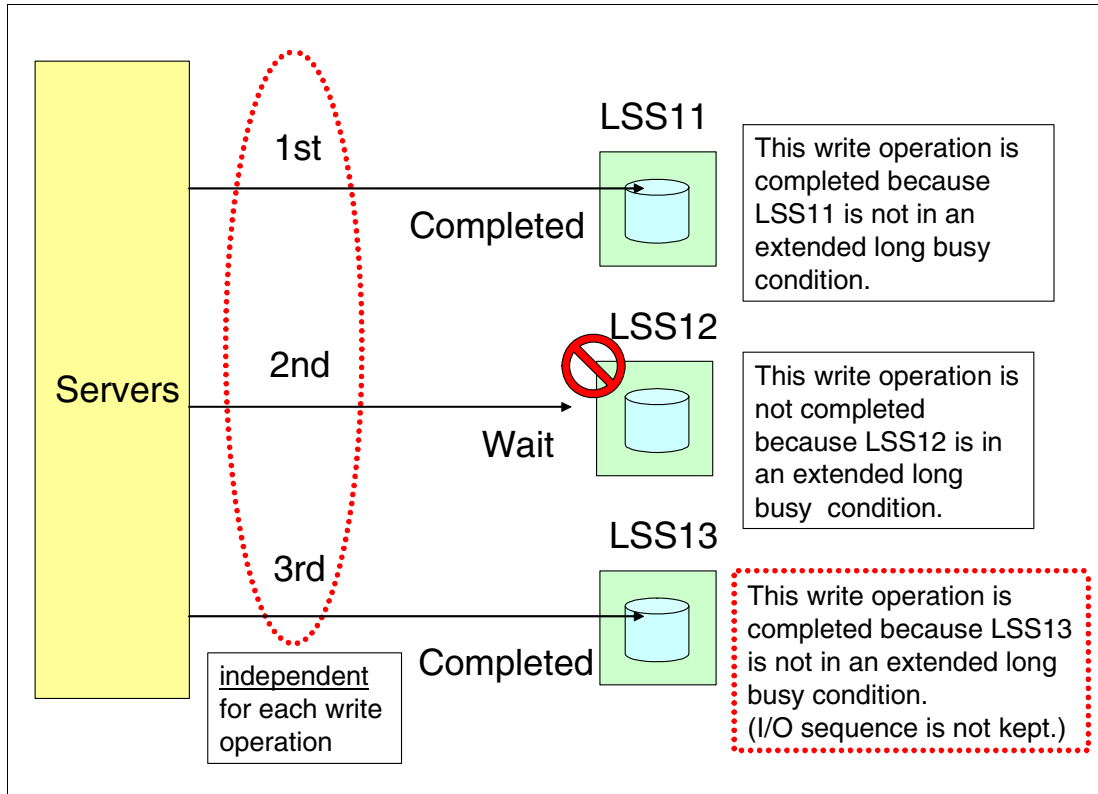 Servers
1st
Completed
LSS11
This write operation is
completed because
LSS11 is not in an
extended long busy
condition.
2nd
Wait
LSS12
This write operation is
not completed
because LSS12 is in
an extended long
busy condition.
3rd
Completed
LSS13
This write operation is
completed because LSS13
is not in an extended long
busy condition.
(I/O sequence is not kept.)
independent
for each write
operation